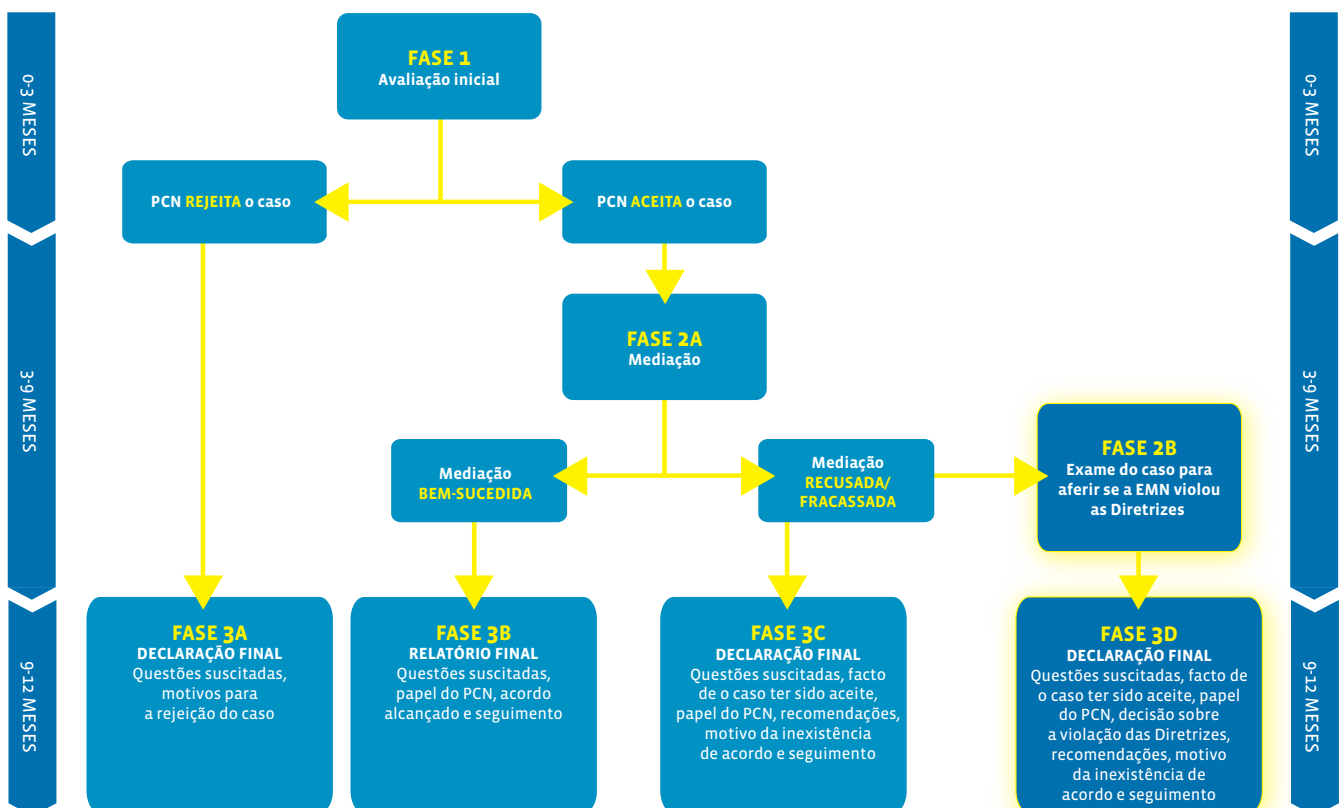 0-3 MESES
3-9 MESES
9-12 MESES
FASE 1
Avaliação inicial
PCN REJEITA o caso
PCN ACEITA o caso
FASE 2A
Mediação
Mediação
BEM-SUCEDIDA
Mediação
RECUSADA/
FRACASSADA
FASE 2B
Exame do caso para
aferir se a EMN violou
as Diretrizes
FASE 3A
DECLARAÇÃO FINAL
Questões suscitadas,
motivos para
a rejeição do caso
FASE 3B
RELATÓRIO FINAL
Questões suscitadas,
papel do PCN, acordo
alcançado e seguimento
FASE 3C
DECLARAÇÃO FINAL
Questões suscitadas, facto
de o caso ter sido aceite,
papel do PCN, recomendações,
motivo da inexistência
de acordo e seguimento
FASE 3D
DECLARAÇÃO FINAL
Questões suscitadas, facto de
o caso ter sido aceite, papel
do PCN, decisão sobre
a violação das Diretrizes,
recomendações, motivo
da inexistência de
acordo e seguimento
0-3 MESES
3-9 MESES
9-12 MESES